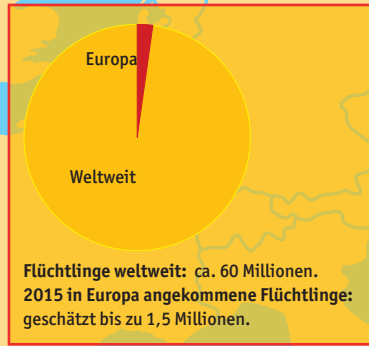 Europa
Weltweit
Flüchtlinge weltweit: ca. 60 Millionen.
2015 in Europa angekommene Flüchtlinge:
geschätzt bis zu 1,5 Millionen.